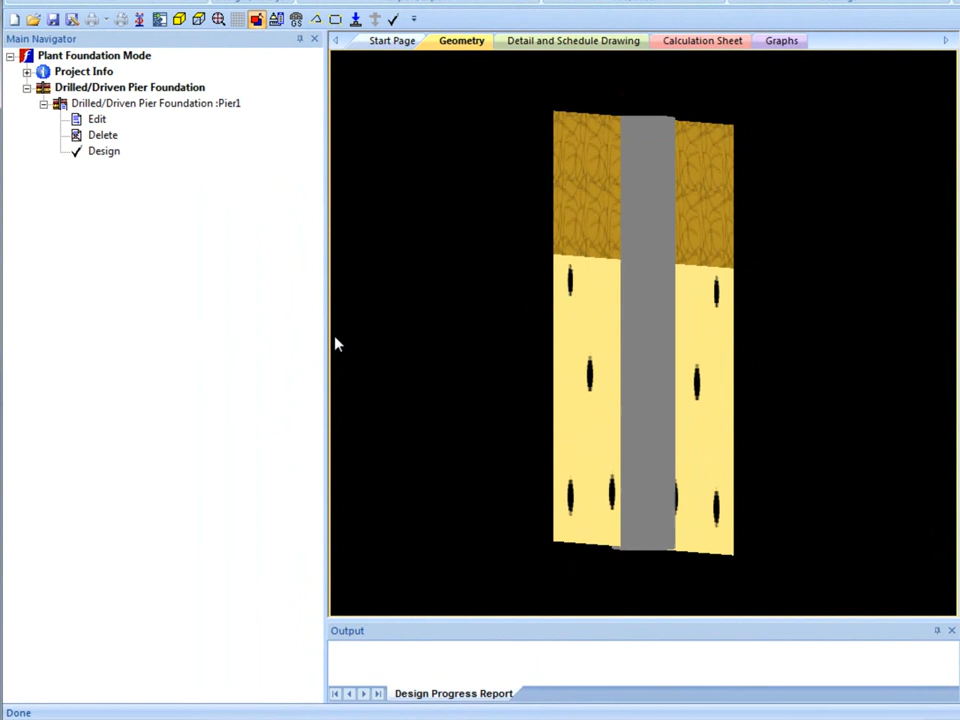 Main Navigator
Start Page
Geometry
Detail and Schedule Drawing
Calculation Sheet
Graphs
Plant Foundation Mode
Project Info
Drilled/Driven Pier Foundation
Drilled/Driven Pier Foundation :Pier1
Edit
Delete
Design
Output
Design Progress Report
Done